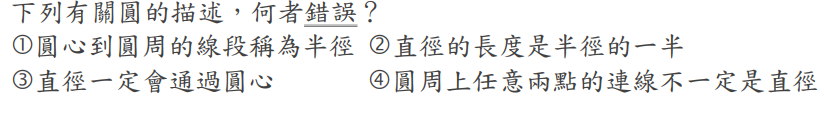 下列有關圓的描述，何者錯誤？
①圓心到圓周的線段稱為半徑 ②直徑的長度是半徑的一半
③直徑一定會通過圓心 ④圓周上任意兩點的連線不一定是直徑